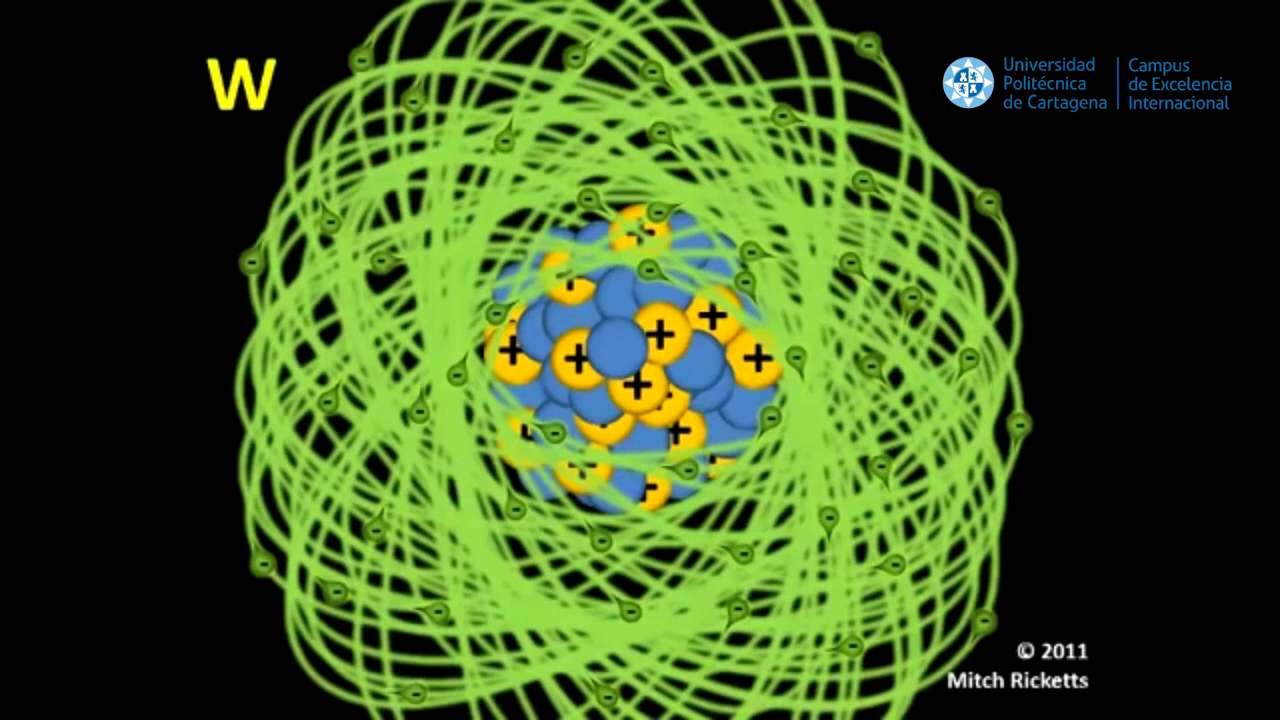 W
Universidad
Politécnica
de Cartagena
Campus
de Excelencia
Internacional
© 2011
Mitch Ricketts